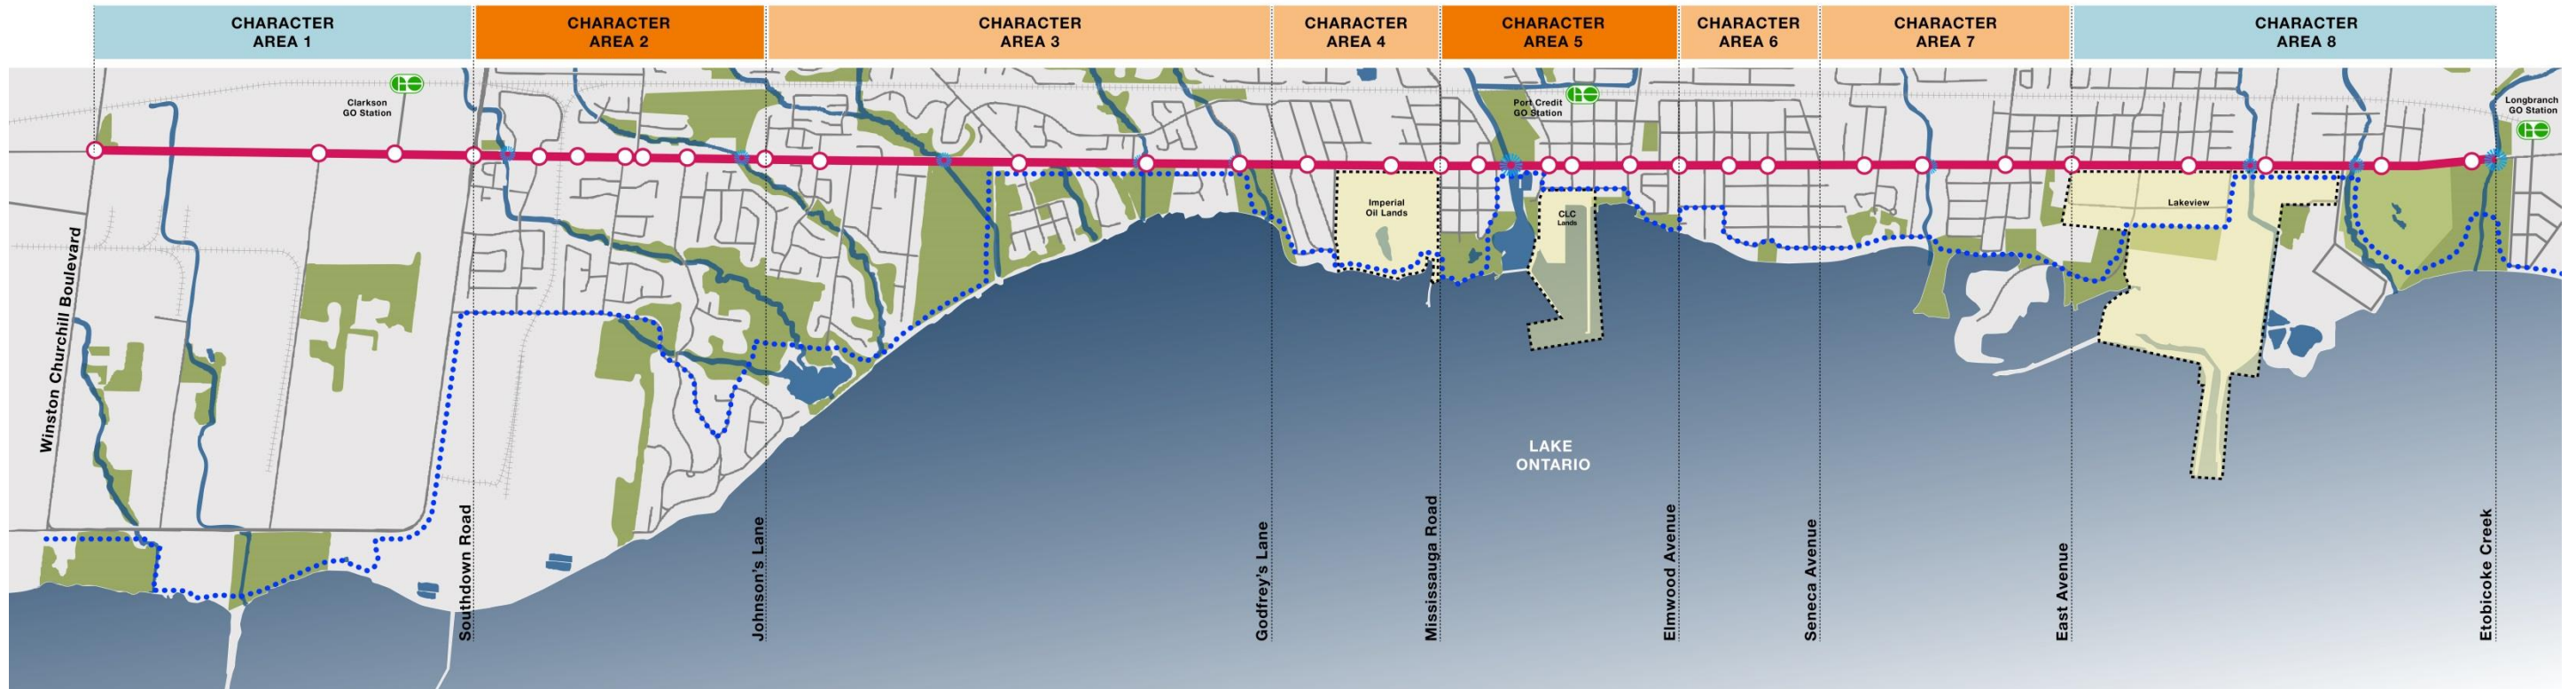 CHARACTER
AREA 1
CHARACTER
AREA 2
CHARACTER
AREA 3
CHARACTER
AREA 4
CHARACTER
AREA 5
CHARACTER
AREA 6
CHARACTER
AREA 7
CHARACTER
AREA 8
Clarkson
GO Station
Port Credit
GO Station
Longbranch
GO Station
Imperial
Oil Lands
CLC
Lands
Lakeview
LAKE
ONTARIO
Winston Churchill Boulevard
Southdown Road
Johnson's Lane
Godfrey's Lane
Mississauga Road
Elmwood Avenue
Seneca Avenue
East Avenue
Etobicoke Creek